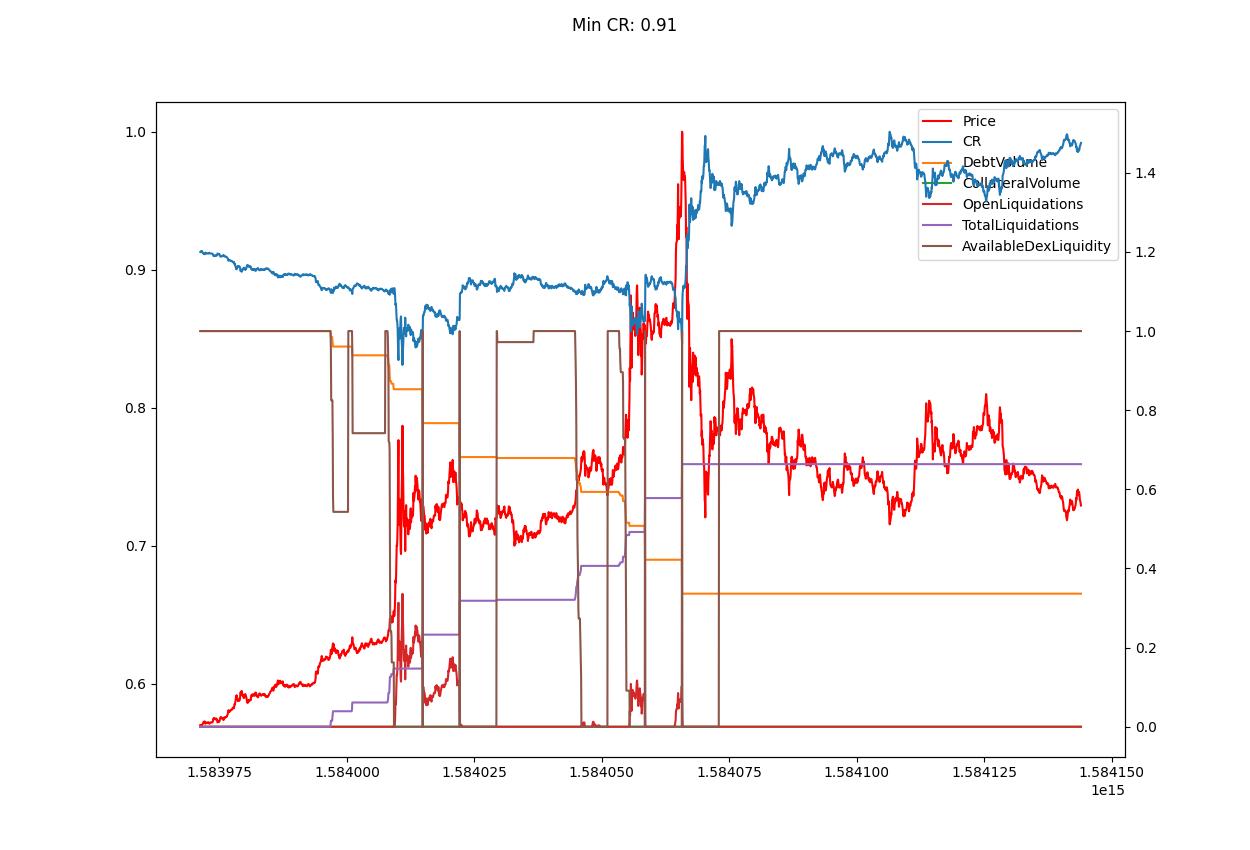 Min CR: 0.91
1.0
0.9
0.8
0.7
0.6
Price
CR
DebtVolume
CollateralVolume
OpenLiquidations
TotalLiquidations
AvailableDexLiquidity
1.4
1.2
1.0
0.8
0.6
0.4
0.2
0.0
1.583975
1.584000
1.584025
1.584050
1.584075
1.584100
1.584125
1.584150
1e15